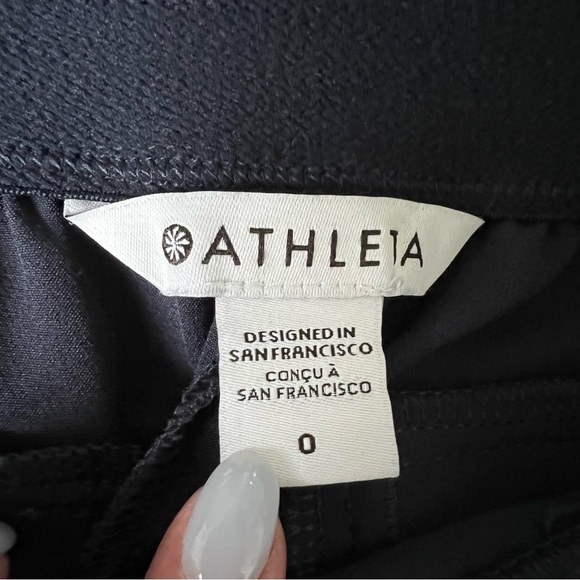 ATHLETA
DESIGNED IN
SAN FRANCISCO
CONÇU À
SAN FRANCISCO
0